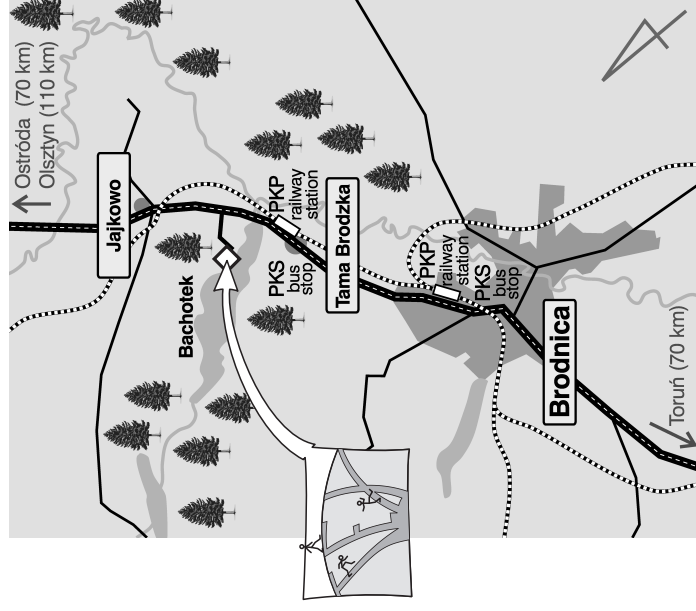 Ostróda (70 km)
Olsztyn (110 km)
Jajkowo
PKP
railway
station
Bachotek
PKS
bus
stop
Tama Brodzka
PKP
railway
station
PKS
bus
stop
Brodnica
Toruń (70 km)